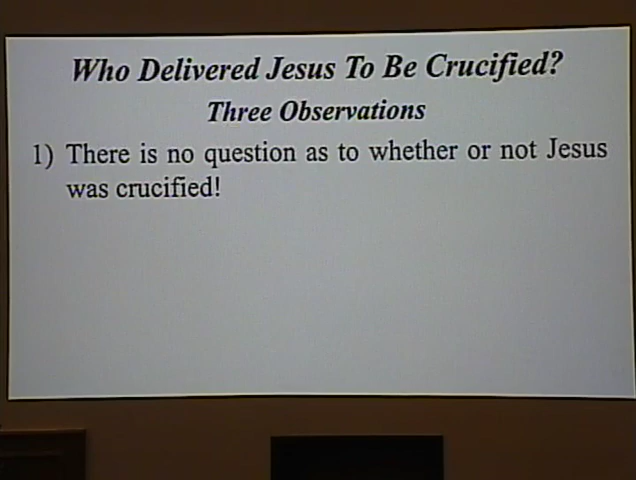 Who Delivered Jesus To Be Crucified?
Three Observations
1) There is no question as to whether or not Jesus
was crucified!